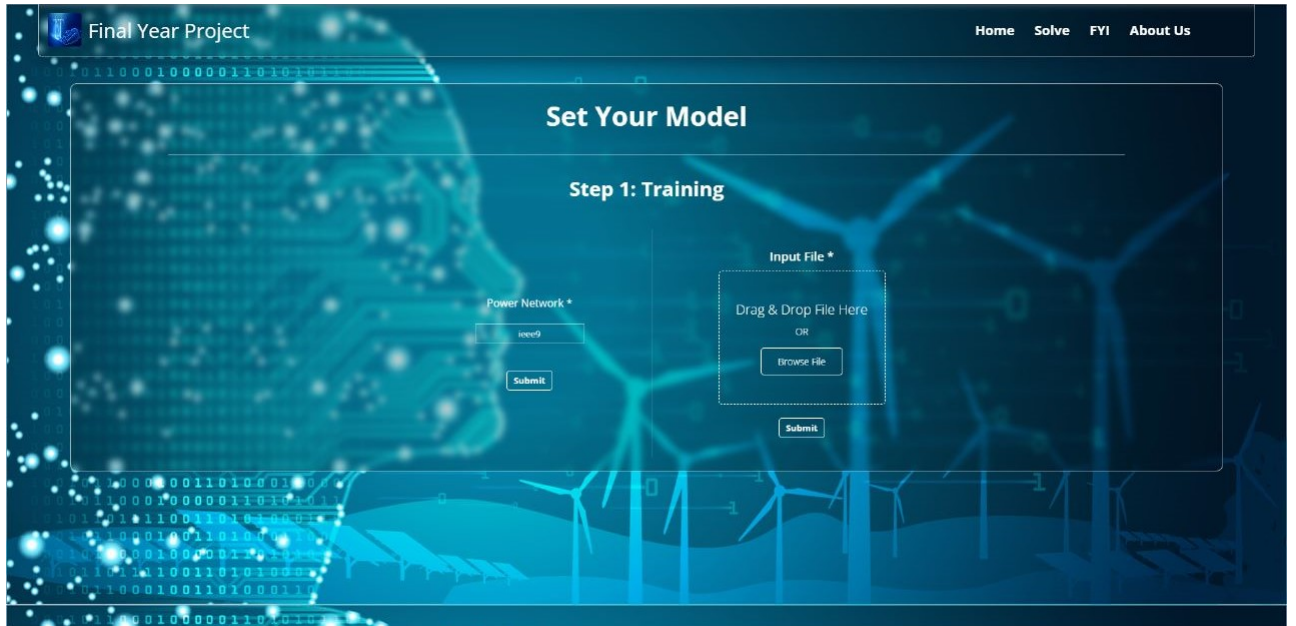 Final Year Project
Home Solve FYI About Us
Set Your Model
Step 1: Training
Power Network *
ieee9
Submit
Input File *
Drag & Drop File Here
OR
Browse File
Submit